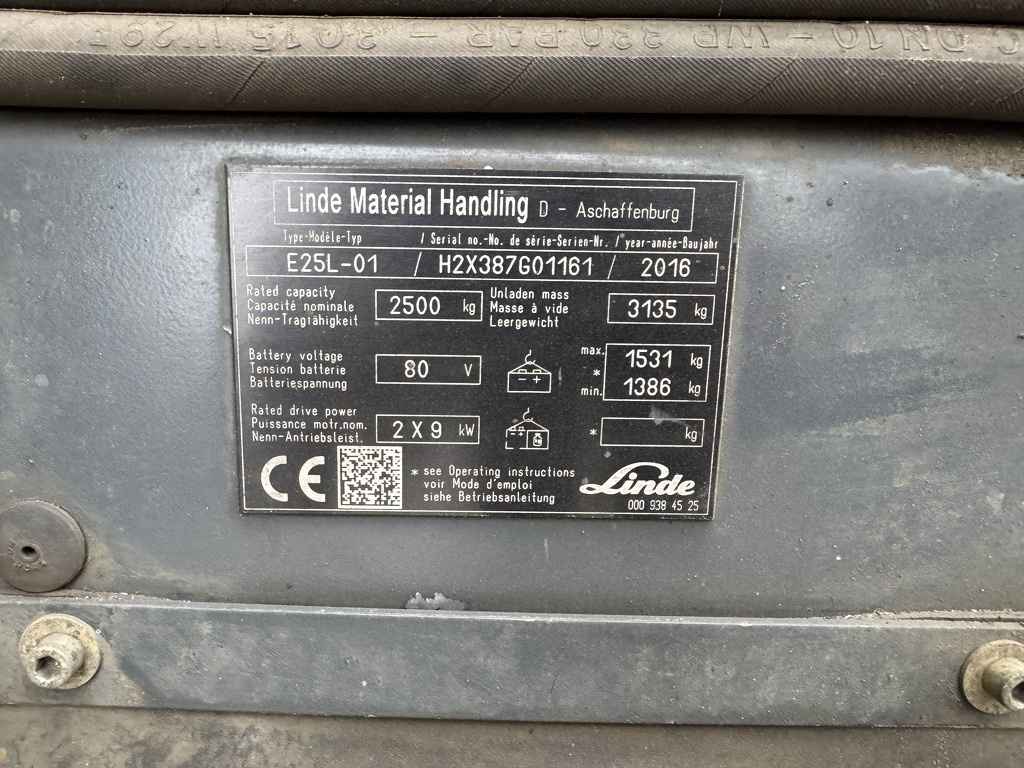 C DN 10 - WP 330 BAR - 3Q15 W 29F
Linde Material Handling D - Aschaffenburg
Type-Modèle-Typ / Serial no.-No. de série-Serien-Nr. / year-année-Baujahr
E25L-01 / H2X387G01161 / 2016
Rated capacity
Capacité nominale
Nenn-Tragiähigkeit
2500 kg
Unladen mass
Masse à vide
Leergewicht
3135 kg
Battery voltage
Tension batterie
Batteriespannung
80 V
- +
max. 1531 kg
*
min. 1386 kg
Rated drive power
Puissance motr.nom.
Nenn-Antriebsleist.
2 X 9 kW
- +
kg
* kg
CE
* see Operating instructions
voir Mode d'emploi
siehe Betriebsanleitung
Linde
000 938 45 25